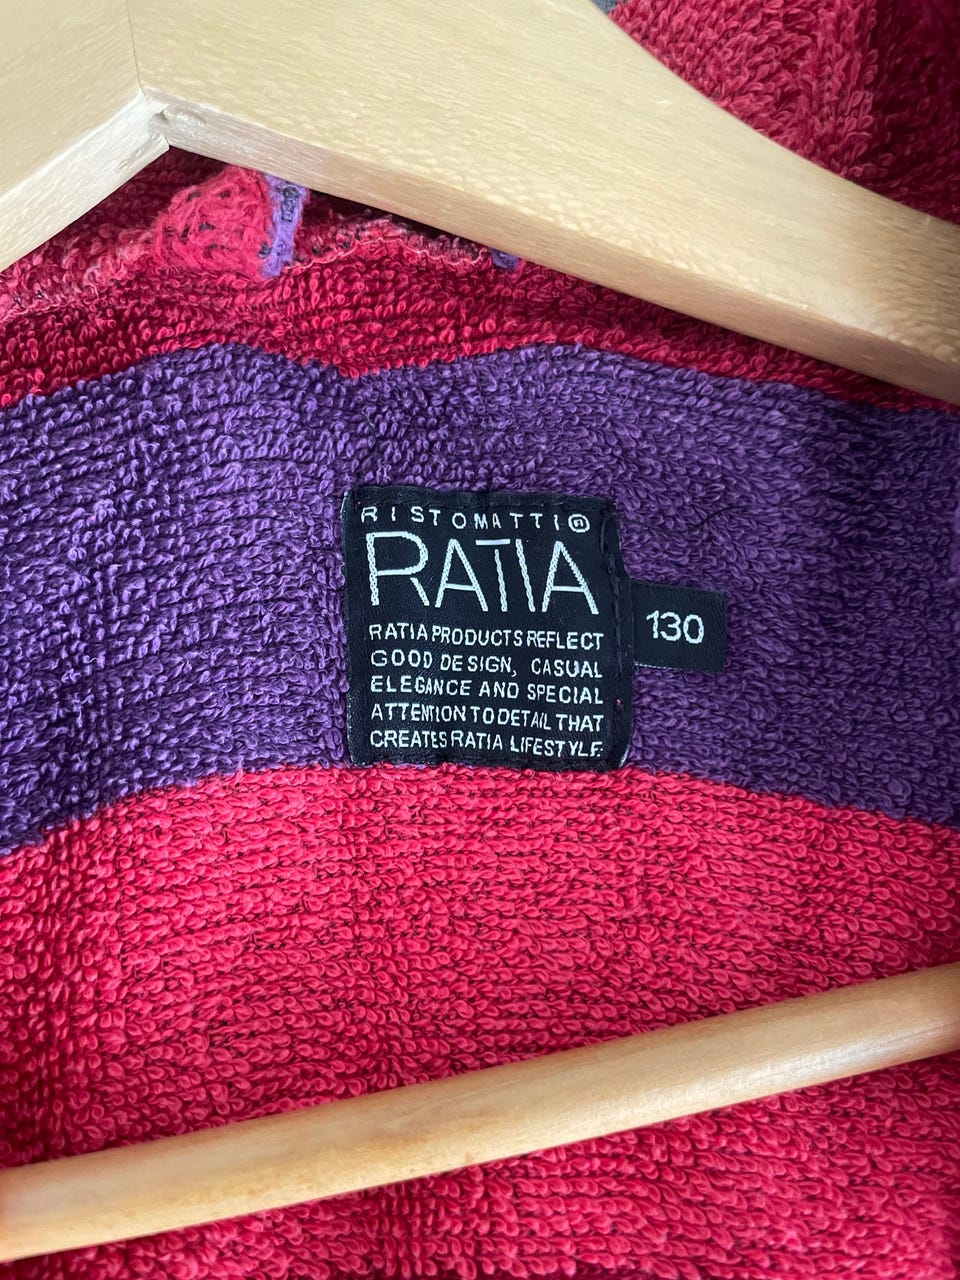 RISTOMATTI®
RATIA
RATIA PRODUCTS REFLECT
GOOD DESIGN, CASUAL
ELEGANCE AND SPECIAL
ATTENTION TO DETAIL THAT
CREATES RATIA LIFESTYLE.
130